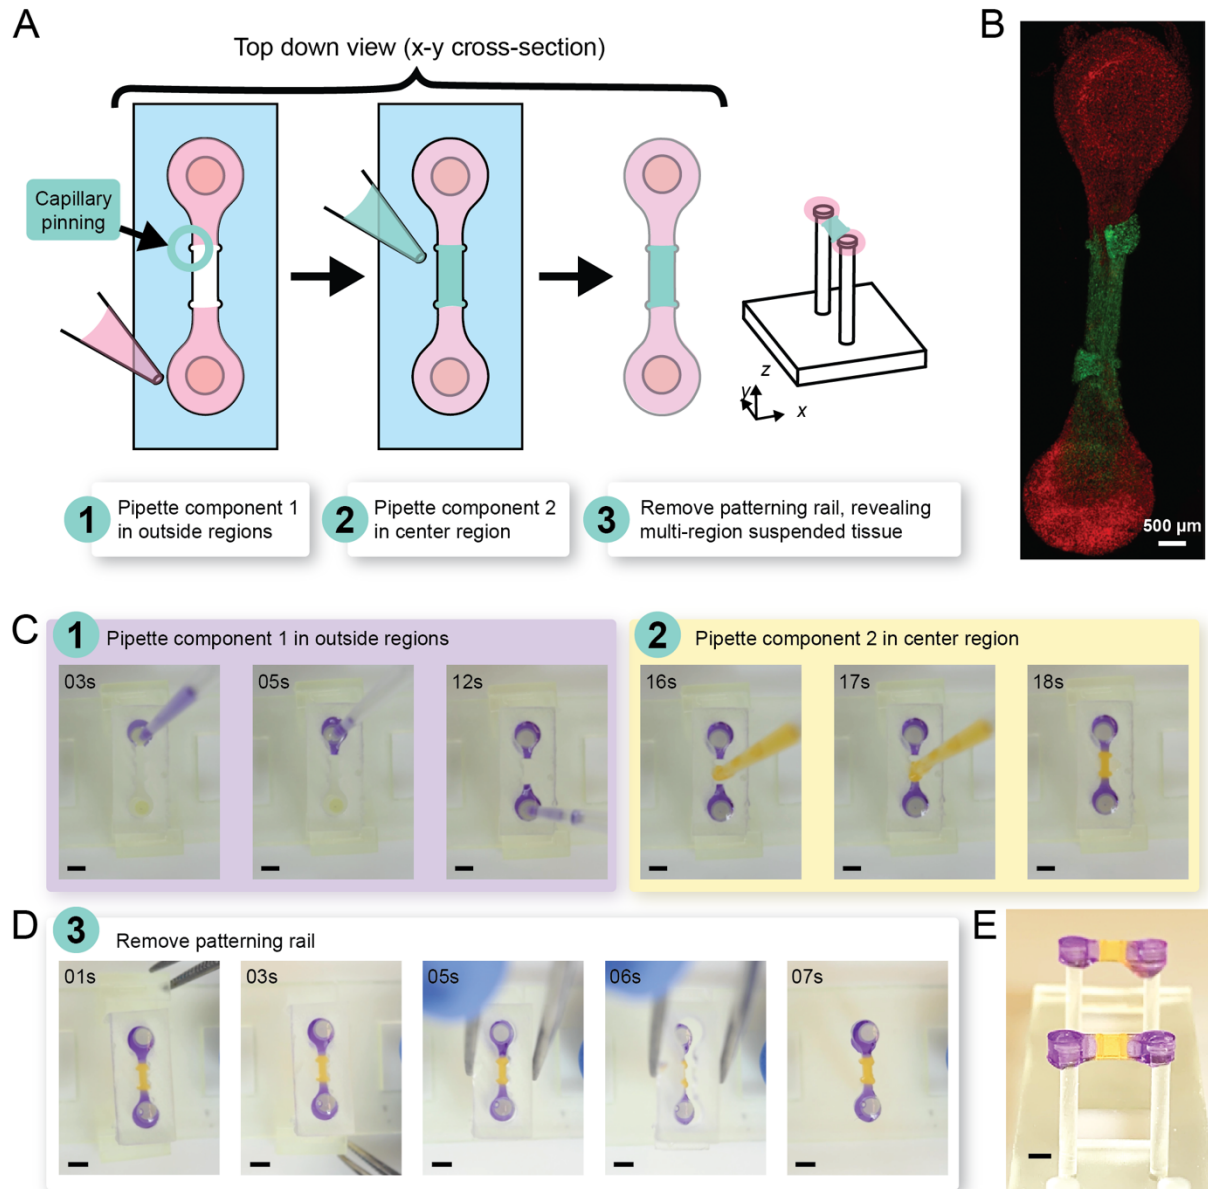 A
Top down view (x-y cross-section)
Capillary
pinning
z
y
x
1
Pipette component 1
in outside regions
2
Pipette component 2
in center region
3
Remove patterning rail, revealing
multi-region suspended tissue
B
500 µm
C
1
Pipette component 1 in outside regions
03s
05s
12s
2
Pipette component 2 in center region
16s
17s
18s
D
3
Remove patterning rail
01s
03s
05s
06s
07s
E